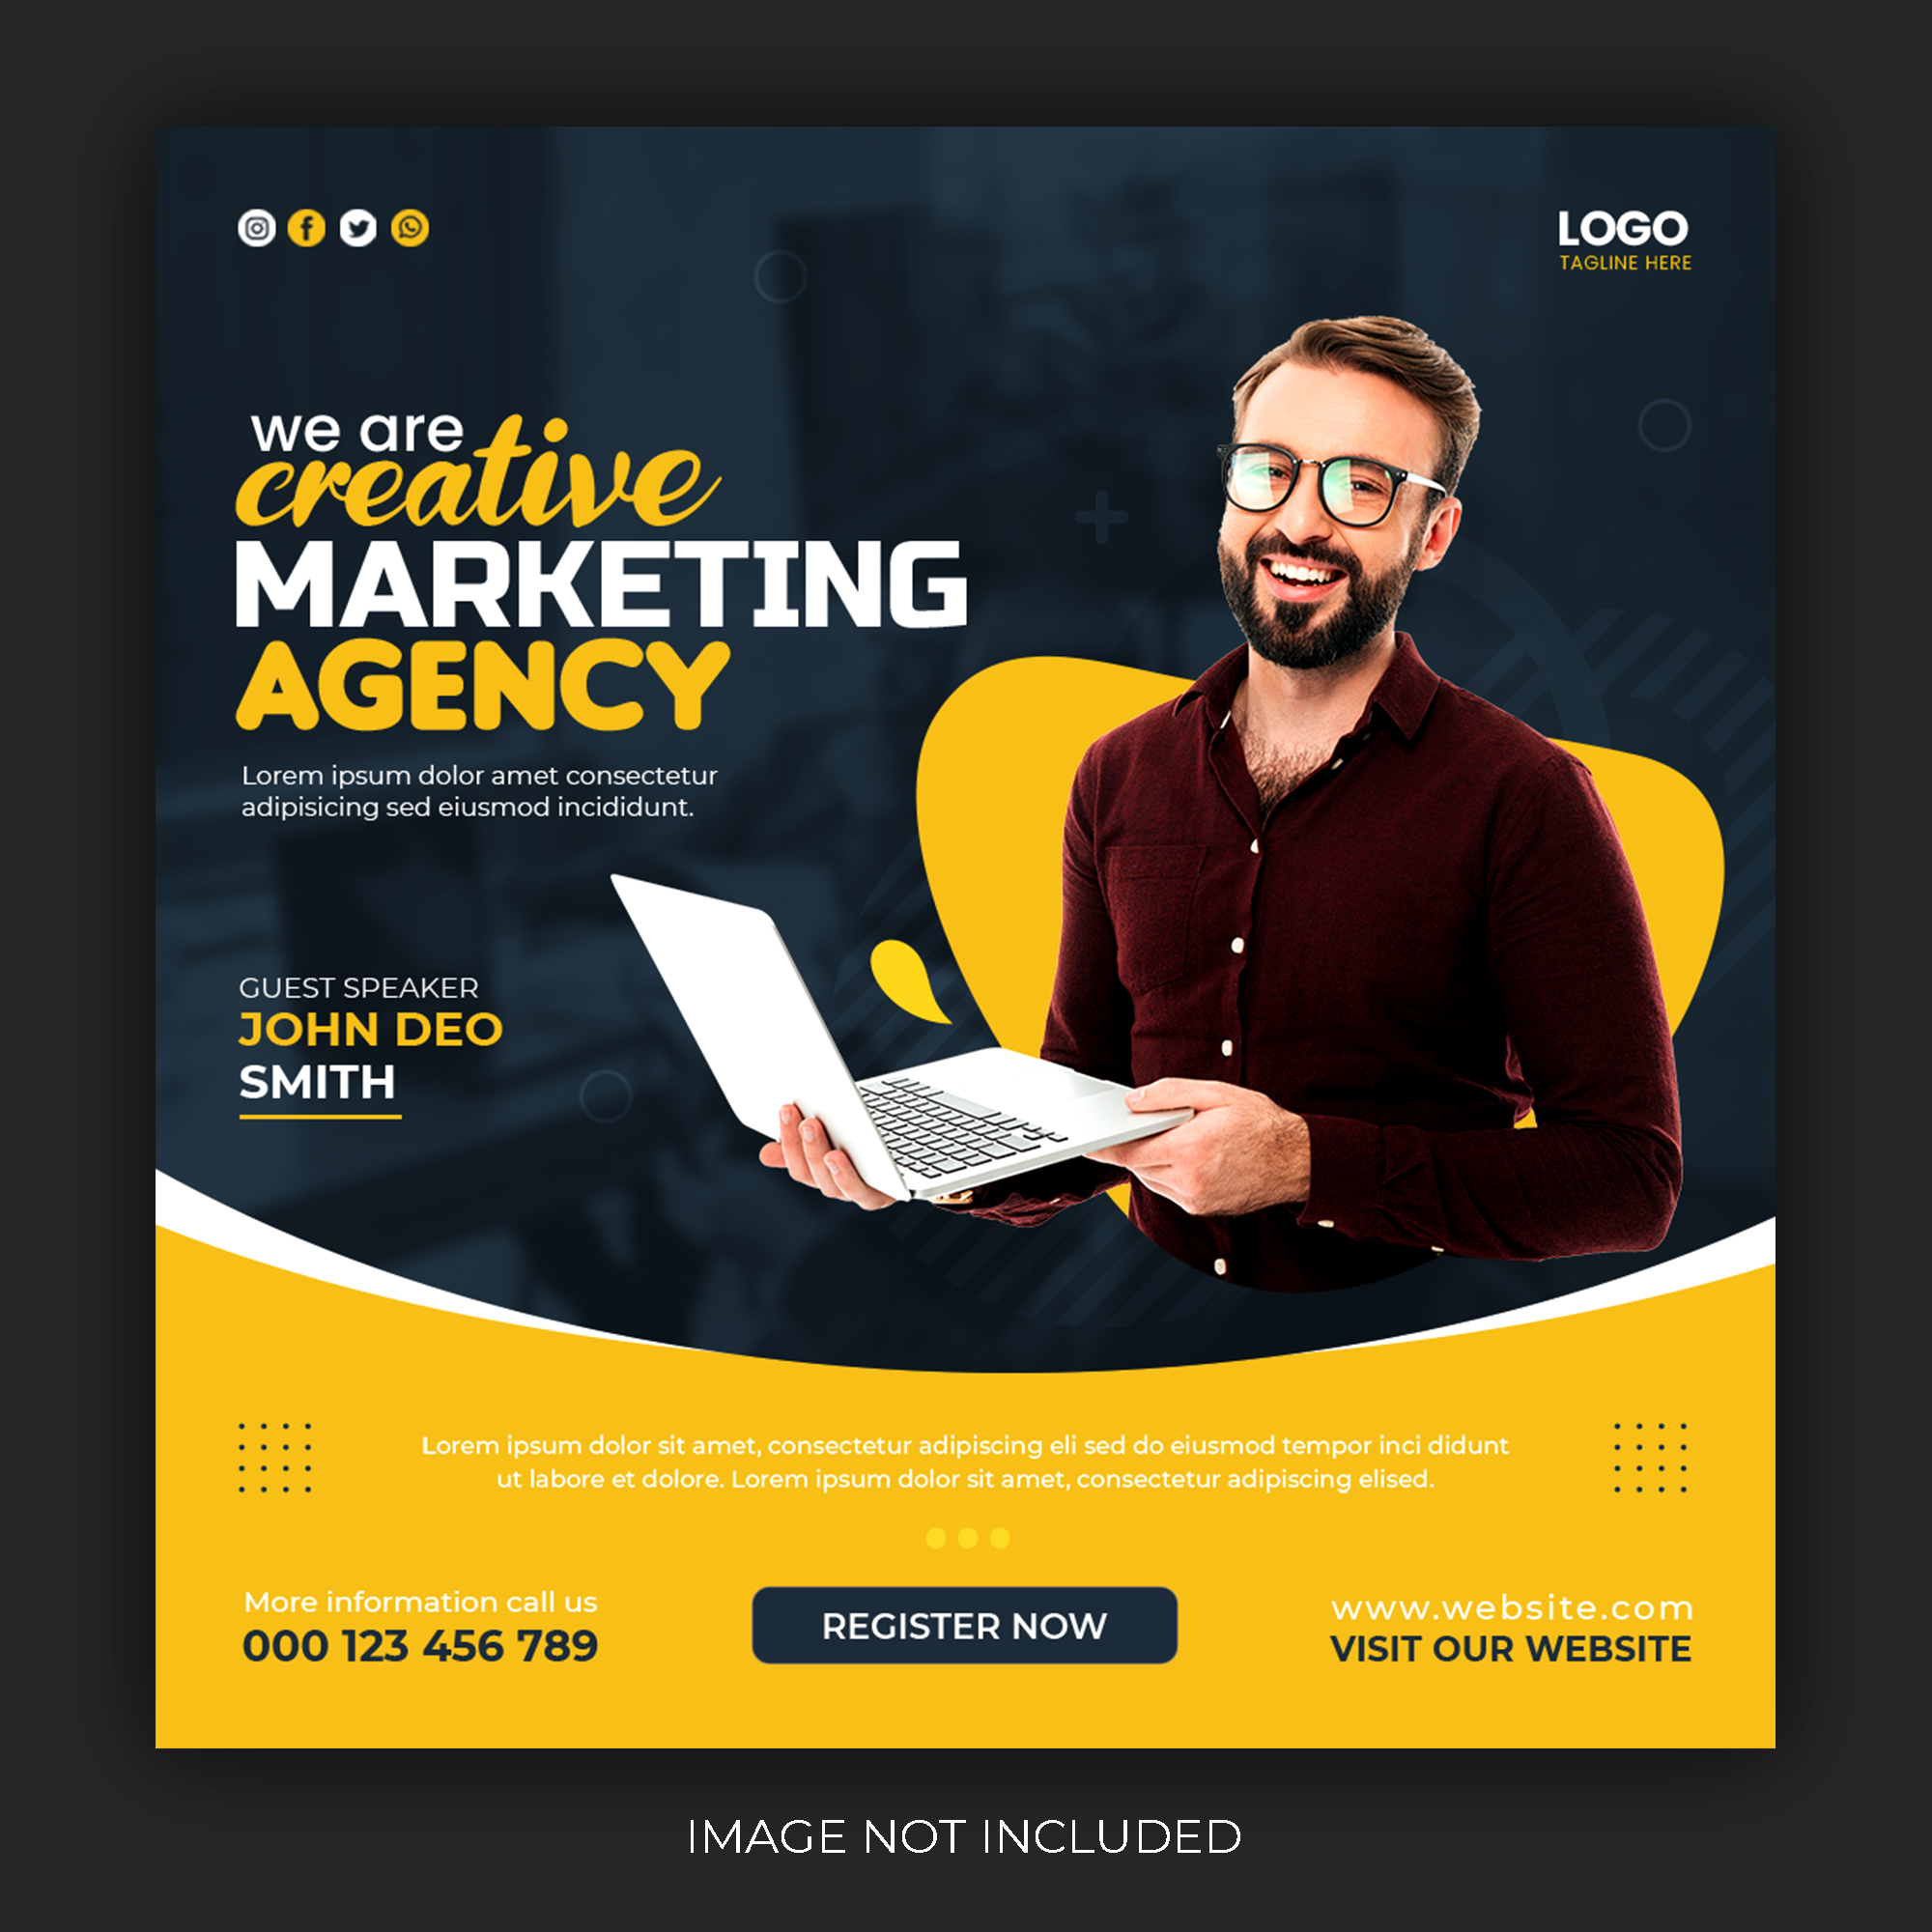 LOGO
TAGLINE HERE
we are
creative
MARKETING
AGENCY
Lorem ipsum dolor amet consectetur
adipisicing sed eiusmod incididunt.
GUEST SPEAKER
JOHN DEO
SMITH
Lorem ipsum dolor sit amet, consectetur adipiscing eli sed do eiusmod tempor inci didunt
ut labore et dolore. Lorem ipsum dolor sit amet, consectetur adipiscing elised.
More information call us
000 123 456 789
REGISTER NOW
www.website.com
VISIT OUR WEBSITE
IMAGE NOT INCLUDED